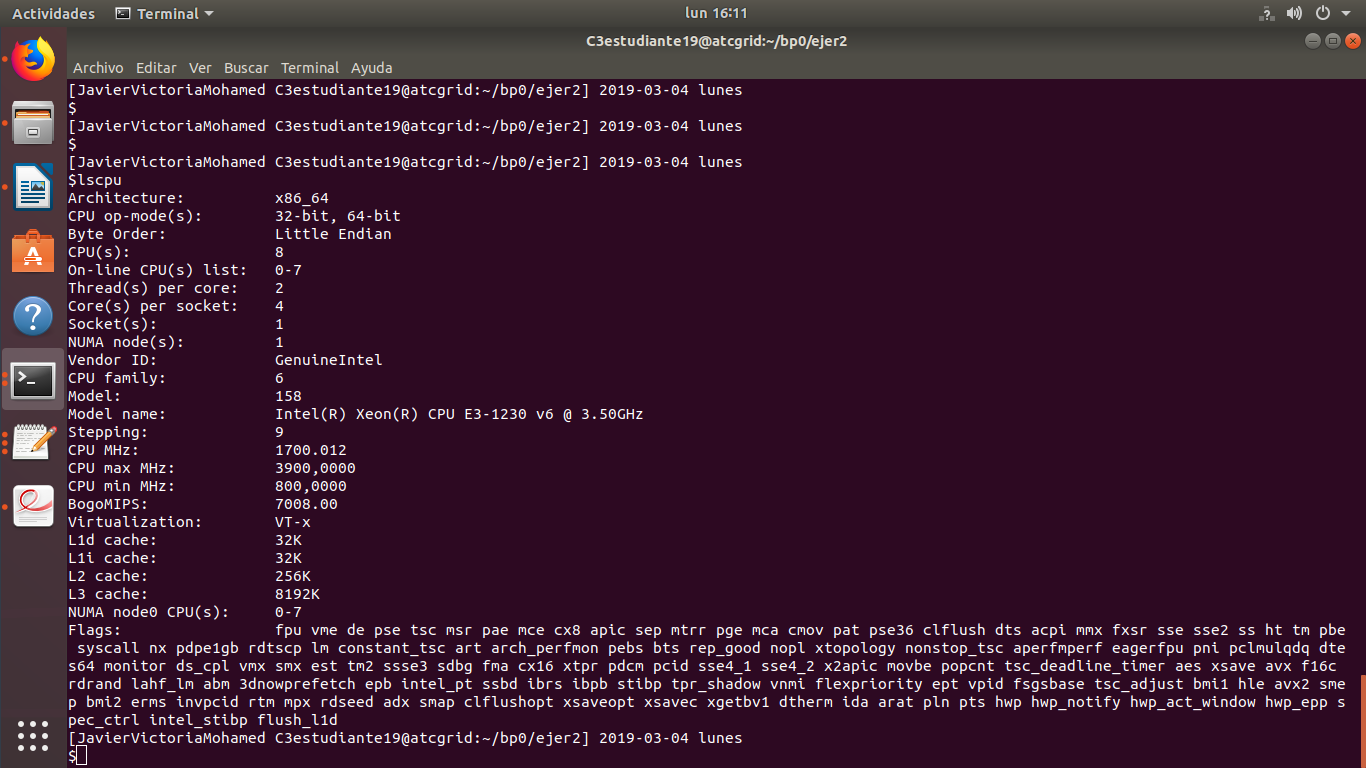 Actividades Terminal lun 16:11
C3estudiante19@atcgrid:~/bp0/ejer2
Archivo Editar Ver Buscar Terminal Ayuda
[JavierVictoriaMohamed C3estudiante19@atcgrid:~/bp0/ejer2] 2019-03-04 lunes
$
[JavierVictoriaMohamed C3estudiante19@atcgrid:~/bp0/ejer2] 2019-03-04 lunes
$
[JavierVictoriaMohamed C3estudiante19@atcgrid:~/bp0/ejer2] 2019-03-04 lunes
$lscpu
Architecture:          x86_64
CPU op-mode(s):        32-bit, 64-bit
Byte Order:            Little Endian
CPU(s):                8
On-line CPU(s) list:   0-7
Thread(s) per core:    2
Core(s) per socket:    4
Socket(s):             1
NUMA node(s):          1
Vendor ID:             GenuineIntel
CPU family:            6
Model:                 158
Model name:            Intel(R) Xeon(R) CPU E3-1230 v6 @ 3.50GHz
Stepping:              9
CPU MHz:               1700.012
CPU max MHz:           3900,0000
CPU min MHz:           800,0000
BogoMIPS:              7008.00
Virtualization:        VT-x
L1d cache:             32K
L1i cache:             32K
L2 cache:              256K
L3 cache:              8192K
NUMA node0 CPU(s):     0-7
Flags:                 fpu vme de pse tsc msr pae mce cx8 apic sep mtrr pge mca cmov pat pse36 clflush dts acpi mmx fxsr sse sse2 ss ht tm pbe
 syscall nx pdpe1gb rdtscp lm constant_tsc art arch_perfmon pebs bts rep_good nopl xtopology nonstop_tsc aperfmperf eagerfpu pni pclmulqdq dte
s64 monitor ds_cpl vmx smx est tm2 ssse3 sdbg fma cx16 xtpr pdcm pcid sse4_1 sse4_2 x2apic movbe popcnt tsc_deadline_timer aes xsave avx f16c
rdrand lahf_lm abm 3dnowprefetch epb intel_pt ssbd ibrs ibpb stibp tpr_shadow vnmi flexpriority ept vpid fsgsbase tsc_adjust bmi1 hle avx2 sme
p bmi2 erms invpcid rtm mpx rdseed adx smap clflushopt xsaveopt xsavec xgetbv1 dtherm ida arat pln pts hwp hwp_notify hwp_act_window hwp_epp s
pec_ctrl intel_stibp flush_l1d
[JavierVictoriaMohamed C3estudiante19@atcgrid:~/bp0/ejer2] 2019-03-04 lunes
$